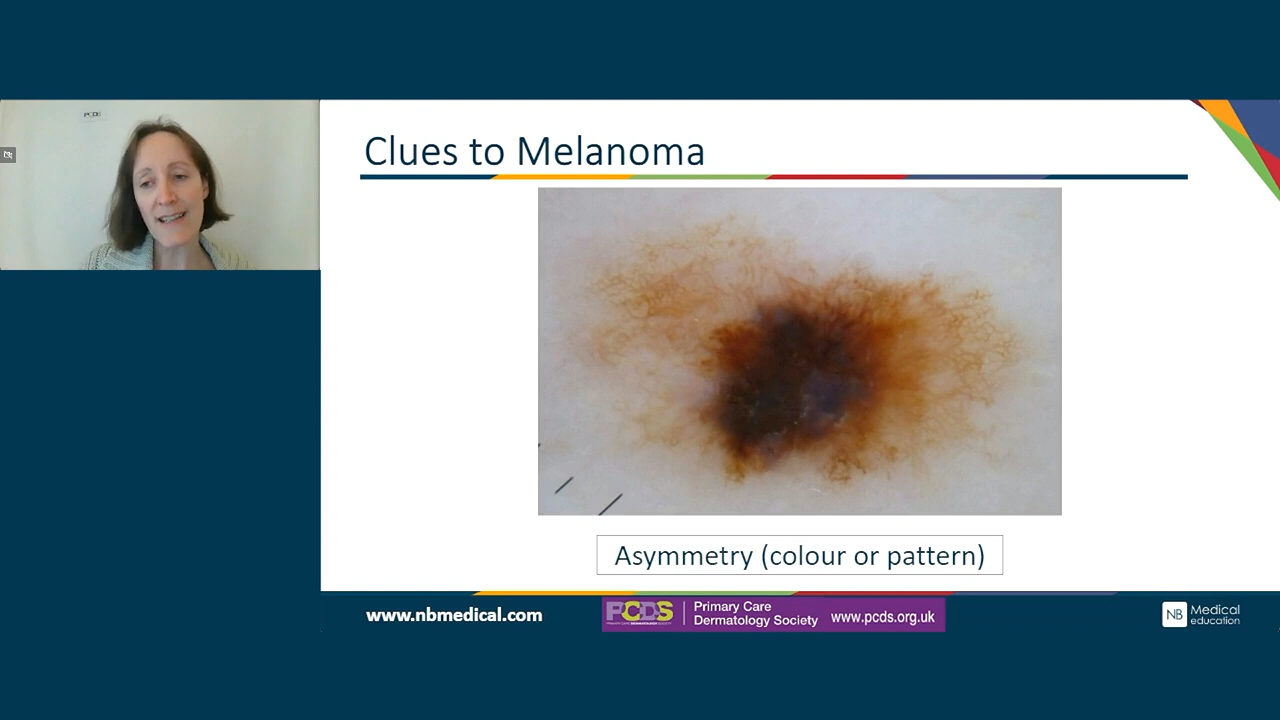 PCDS
Clues to Melanoma
Asymmetry (colour or pattern)
www.nbmedical.com
PCDS
Primary Care
Dermatology Society
www.pcds.org.uk
NB
Medical
education